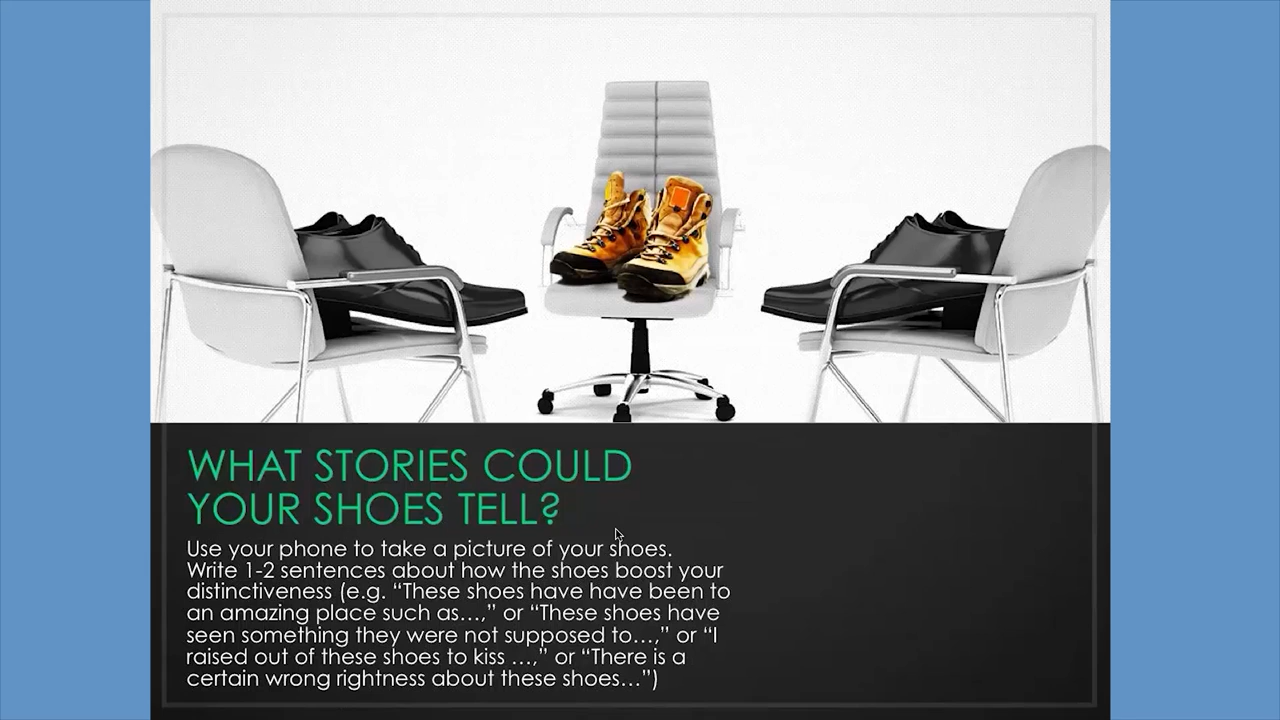 WHAT STORIES COULD
YOUR SHOES TELL?
Use your phone to take a picture of your shoes.
Write 1-2 sentences about how the shoes boost your
distinctiveness (e.g. “These shoes have have been to
an amazing place such as…,” or “These shoes have
seen something they were not supposed to…,” or “I
raised out of these shoes to kiss …,” or “There is a
certain wrong rightness about these shoes…”)